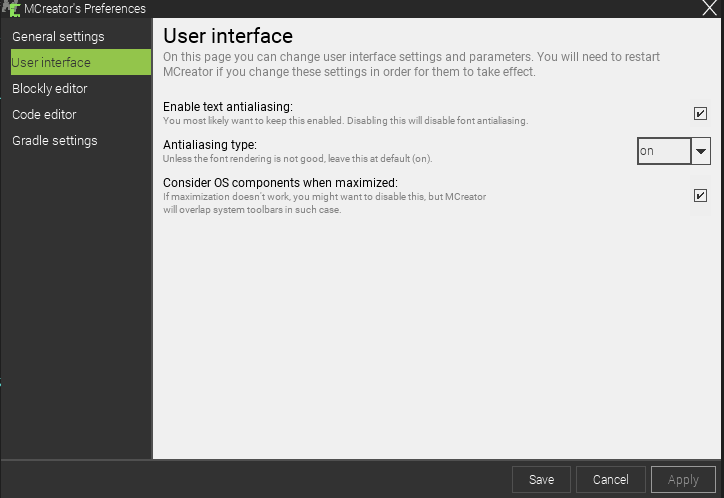 MCreator's Preferences
General settings
User interface
Blockly editor
Code editor
Gradle settings
User interface
On this page you can change user interface settings and parameters. You will need to restart
MCreator if you change these settings in order for them to take effect.
Enable text antialiasing:
You most likely want to keep this enabled. Disabling this will disable font antialiasing.
Antialiasing type:
Unless the font rendering is not good, leave this at default (on).
on
Consider OS components when maximized:
If maximization doesn't work, you might want to disable this, but MCreator
will overlap system toolbars in such case.
Save
Cancel
Apply